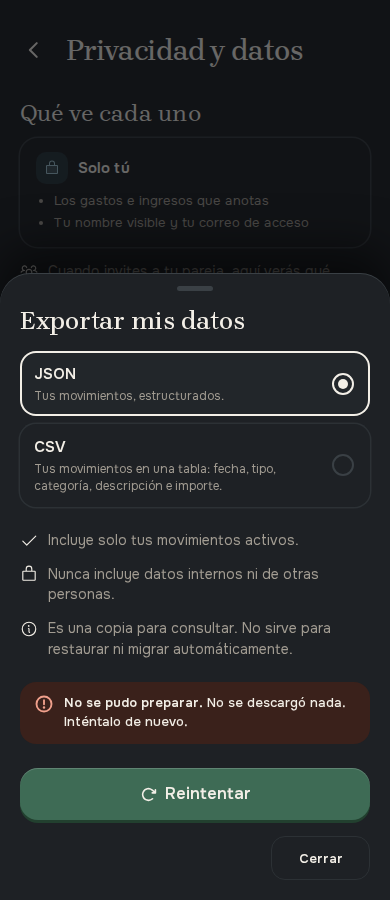 Privacidad y datos
Qué ve cada uno
Solo tú
• Los gastos e ingresos que anotas
• Tu nombre visible y tu correo de acceso
Cuando invites a tu pareja, aquí verás qué
Exportar mis datos
JSON
Tus movimientos, estructurados.
CSV
Tus movimientos en una tabla: fecha, tipo,
categoría, descripción e importe.
Incluye solo tus movimientos activos.
Nunca incluye datos internos ni de otras
personas.
Es una copia para consultar. No sirve para
restaurar ni migrar automáticamente.
No se pudo preparar. No se descargó nada.
Inténtalo de nuevo.
Reintentar
Cerrar